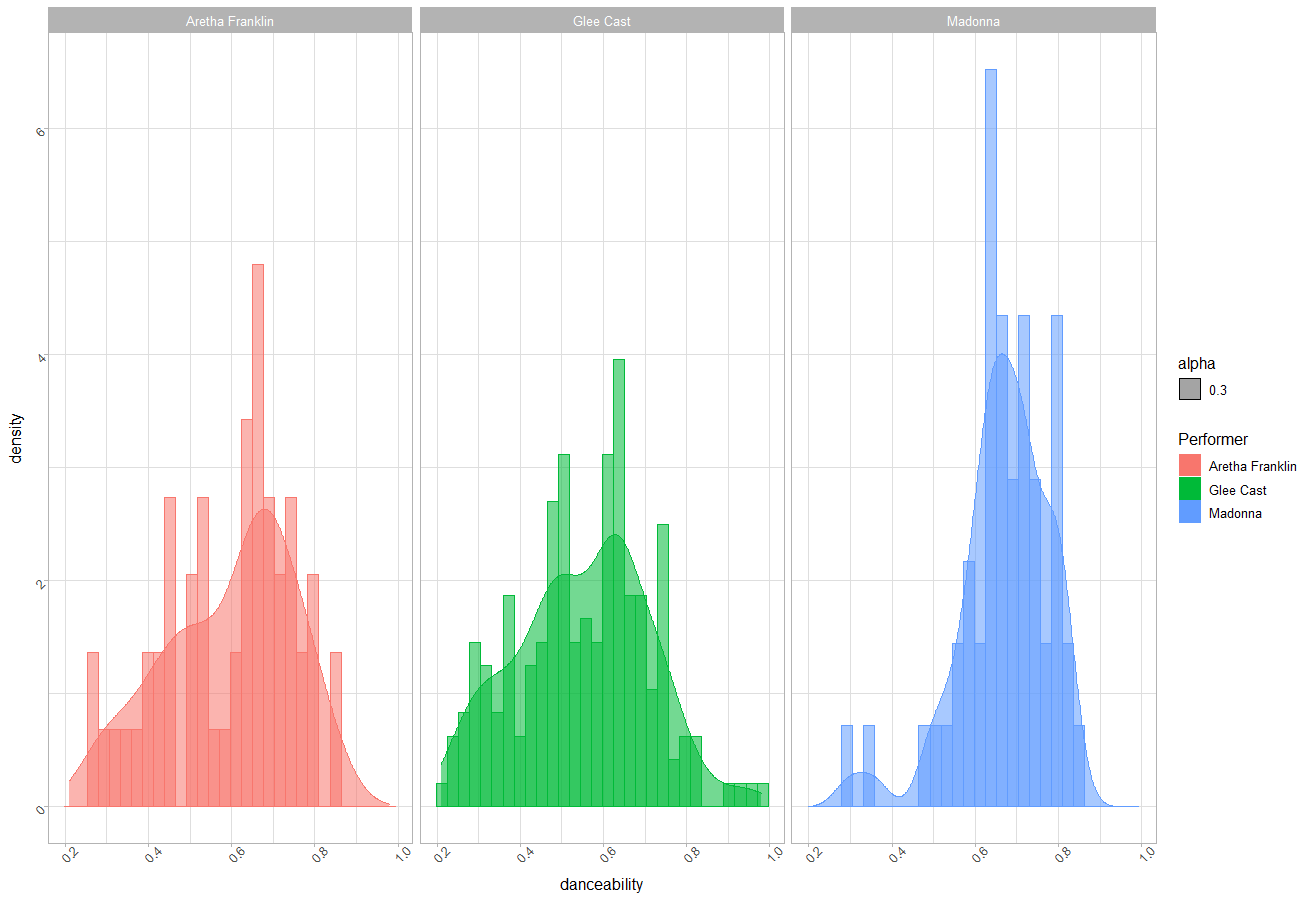 Aretha Franklin
Glee Cast
Madonna
density
6
4
2
0
0.2
0.4
0.6
0.8
1.0
0.2
0.4
0.6
0.8
1.0
0.2
0.4
0.6
0.8
1.0
danceability
alpha
0.3
Performer
Aretha Franklin
Glee Cast
Madonna